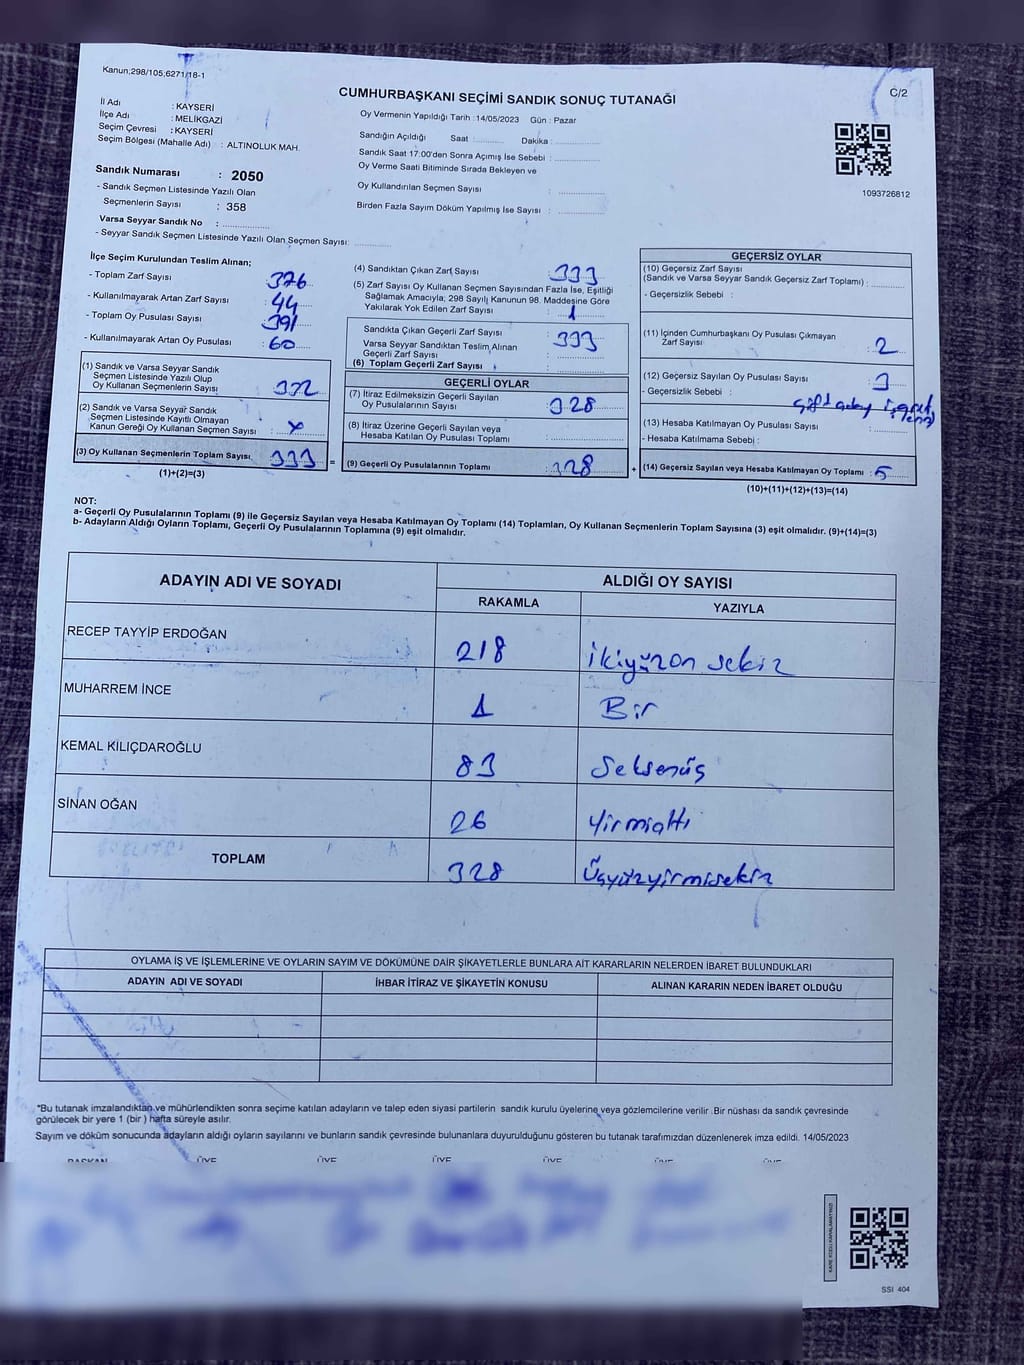 Kanun;298/105;6271/18-1
C/2
CUMHURBAŞKANI SEÇİMİ SANDIK SONUÇ TUTANAĞI
İl Adı : KAYSERİ
İlçe Adı : MELİKGAZİ
Seçim Çevresi : KAYSERİ
Seçim Bölgesi (Mahalle Adı) : ALTINOLUK MAH.
Sandık Numarası : 2050
- Sandık Seçmen Listesinde Yazılı Olan
Seçmenlerin Sayısı : 358
Varsa Seyyar Sandık No :
- Seyyar Sandık Seçmen Listesinde Yazılı Olan Seçmen Sayısı:
Oy Vermenin Yapıldığı Tarih : 14/05/2023 Gün : Pazar
Sandığın Açıldığı Saat : Dakika :
Sandık Saat 17:00'den Sonra Açımış İse Sebebi :
Oy Verme Saati Bitiminde Sırada Bekleyen ve
Oy Kullandırılan Seçmen Sayısı :
Birden Fazla Sayım Döküm Yapılmış İse Sayısı :
1093726812
İlçe Seçim Kurulundan Teslim Alınan;
- Toplam Zarf Sayısı : 376
- Kullanılmayarak Artan Zarf Sayısı : 44
- Toplam Oy Pusulası Sayısı : 391
- Kullanılmayarak Artan Oy Pusulası : 60
(1) Sandık ve Varsa Seyyar Sandık
Seçmen Listesinde Yazılı Olup
Oy Kullanan Seçmenlerin Sayısı : 332
(2) Sandık ve Varsa Seyyar Sandık
Seçmen Listesinde Kayıtlı Olmayan
Kanun Gereği Oy Kullanan Seçmen Sayısı :
(3) Oy Kullanan Seçmenlerin Toplam Sayısı : 333
(1)+(2)=(3)
=
(4) Sandıktan Çıkan Zarf Sayısı : 333
(5) Zarf Sayısı Oy Kullanan Seçmen Sayısından Fazla İse, Eşitliği
Sağlamak Amacıyla; 298 Sayılı Kanunun 98. Maddesine Göre
Yakılarak Yok Edilen Zarf Sayısı : 1
Sandıkta Çıkan Geçerli Zarf Sayısı : 333
Varsa Seyyar Sandıktan Teslim Alınan
Geçerli Zarf Sayısı :
(6) Toplam Geçerli Zarf Sayısı :
GEÇERLİ OYLAR
(7) İtiraz Edilmeksizin Geçerli Sayılan
Oy Pusulalarının Sayısı : 328
(8) İtiraz Üzerine Geçerli Sayılan veya
Hesaba Katılan Oy Pusulası Toplamı :
(9) Geçerli Oy Pusulalarının Toplamı : 328
+
GEÇERSİZ OYLAR
(10) Geçersiz Zarf Sayısı
(Sandık ve Varsa Seyyar Sandık Geçersiz Zarf Toplamı) :
- Geçersizlik Sebebi :
(11) İçinden Cumhurbaşkanı Oy Pusulası Çıkmayan
Zarf Sayısı : 2
(12) Geçersiz Sayılan Oy Pusulası Sayısı : 3
- Geçersizlik Sebebi :
(13) Hesaba Katılmayan Oy Pusulası Sayısı :
- Hesaba Katılmama Sebebi :
(14) Geçersiz Sayılan veya Hesaba Katılmayan Oy Toplamı : 5
(10)+(11)+(12)+(13)=(14)
NOT:
a- Geçerli Oy Pusulalarının Toplamı (9) ile Geçersiz Sayılan veya Hesaba Katılmayan Oy Toplamı (14) Toplamları, Oy Kullanan Seçmenlerin Toplam Sayısına (3) eşit olmalıdır. (9)+(14)=(3)
b- Adayların Aldığı Oyların Toplamı, Geçerli Oy Pusulalarının Toplamına (9) eşit olmalıdır.
ADAYIN ADI VE SOYADI
ALDIĞI OY SAYISI
RAKAMLA
YAZIYLA
RECEP TAYYİP ERDOĞAN 218 ikiyüzon sekiz
MUHARREM İNCE 1 Bir
KEMAL KILIÇDAROĞLU 83 Seksenüç
SİNAN OĞAN 26 Yirmialtı
TOPLAM 328 Üçyüzyirmisekiz
OYLAMA İŞ VE İŞLEMLERİNE VE OYLARIN SAYIM VE DÖKÜMÜNE DAİR ŞİKAYETLERLE BUNLARA AİT KARARLARIN NELERDEN İBARET BULUNDUKLARI
ADAYIN ADI VE SOYADI
İHBAR İTİRAZ VE ŞİKAYETİN KONUSU
ALINAN KARARIN NEDEN İBARET OLDUĞU
*Bu tutanak imzalandıktan ve mühürlendikten sonra seçime katılan adayların ve talep eden siyasi partilerin sandık kurulu üyelerine veya gözlemcilerine verilir .Bir nüshası da sandık çevresinde
görülecek bir yere 1 (bir ) hafta süreyle asılır.
Sayım ve döküm sonucunda adayların aldığı oyların sayılarını ve bunların sandık çevresinde bulunanlara duyurulduğunu gösteren bu tutanak tarafımızdan düzenlenerek imza edildi. 14/05/2023
BAŞKAN ÜYE ÜYE ÜYE ÜYE ÜYE ÜYE
SSI 404